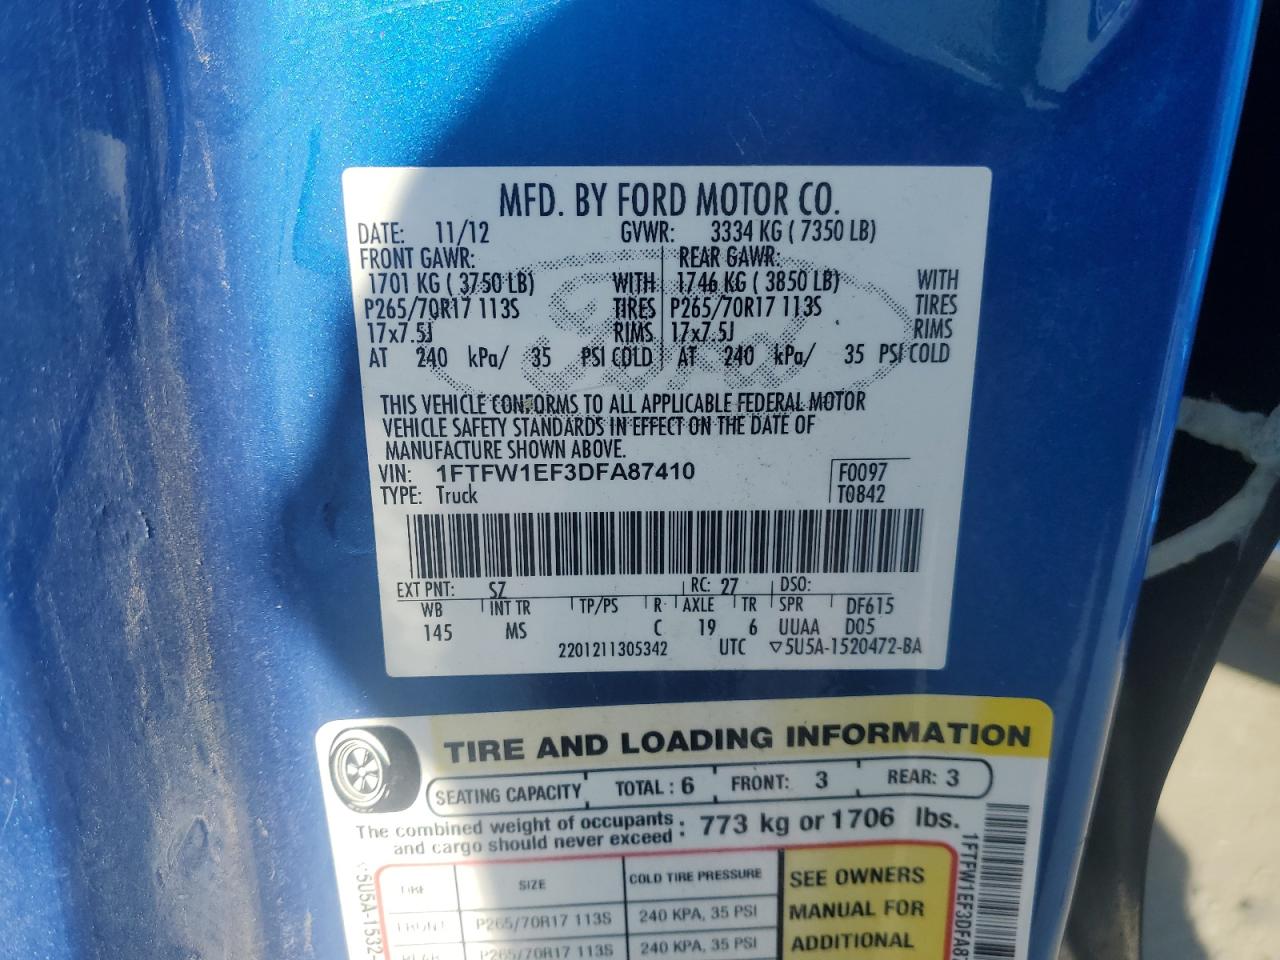 MFD. BY FORD MOTOR CO.
DATE: 11/12 GVWR: 3334 KG ( 7350 LB)
FRONT GAWR: REAR GAWR:
1701 KG ( 3750 LB) WITH 1746 KG ( 3850 LB) WITH
P265/70R17 113S TIRES P265/70R17 113S TIRES
17x7.5J RIMS 17x7.5J RIMS
AT 240 kPa/ 35 PSI COLD AT 240 kPa/ 35 PSI COLD
THIS VEHICLE CONFORMS TO ALL APPLICABLE FEDERAL MOTOR
VEHICLE SAFETY STANDARDS IN EFFECT ON THE DATE OF
MANUFACTURE SHOWN ABOVE.
VIN: 1FTFW1EF3DFA87410 F0097
TYPE: Truck T0842
EXT PNT: SZ RC: 27 DSO:
WB INT TR TP/PS R AXLE TR SPR DF615
145 MS C 19 6 UUAA D05
2201211305342 UTC ▽5U5A-1520472-BA
TIRE AND LOADING INFORMATION
SEATING CAPACITY TOTAL : 6 FRONT: 3 REAR: 3
The combined weight of occupants
and cargo should never exceed : 773 kg or 1706 lbs.
TIRE SIZE COLD TIRE PRESSURE SEE OWNERS
FRONT P265/70R17 113S 240 KPA, 35 PSI MANUAL FOR
REAR P265/70R17 113S 240 KPA, 35 PSI ADDITIONAL
5U5A-1532-
1FTFW1EF3DFA87